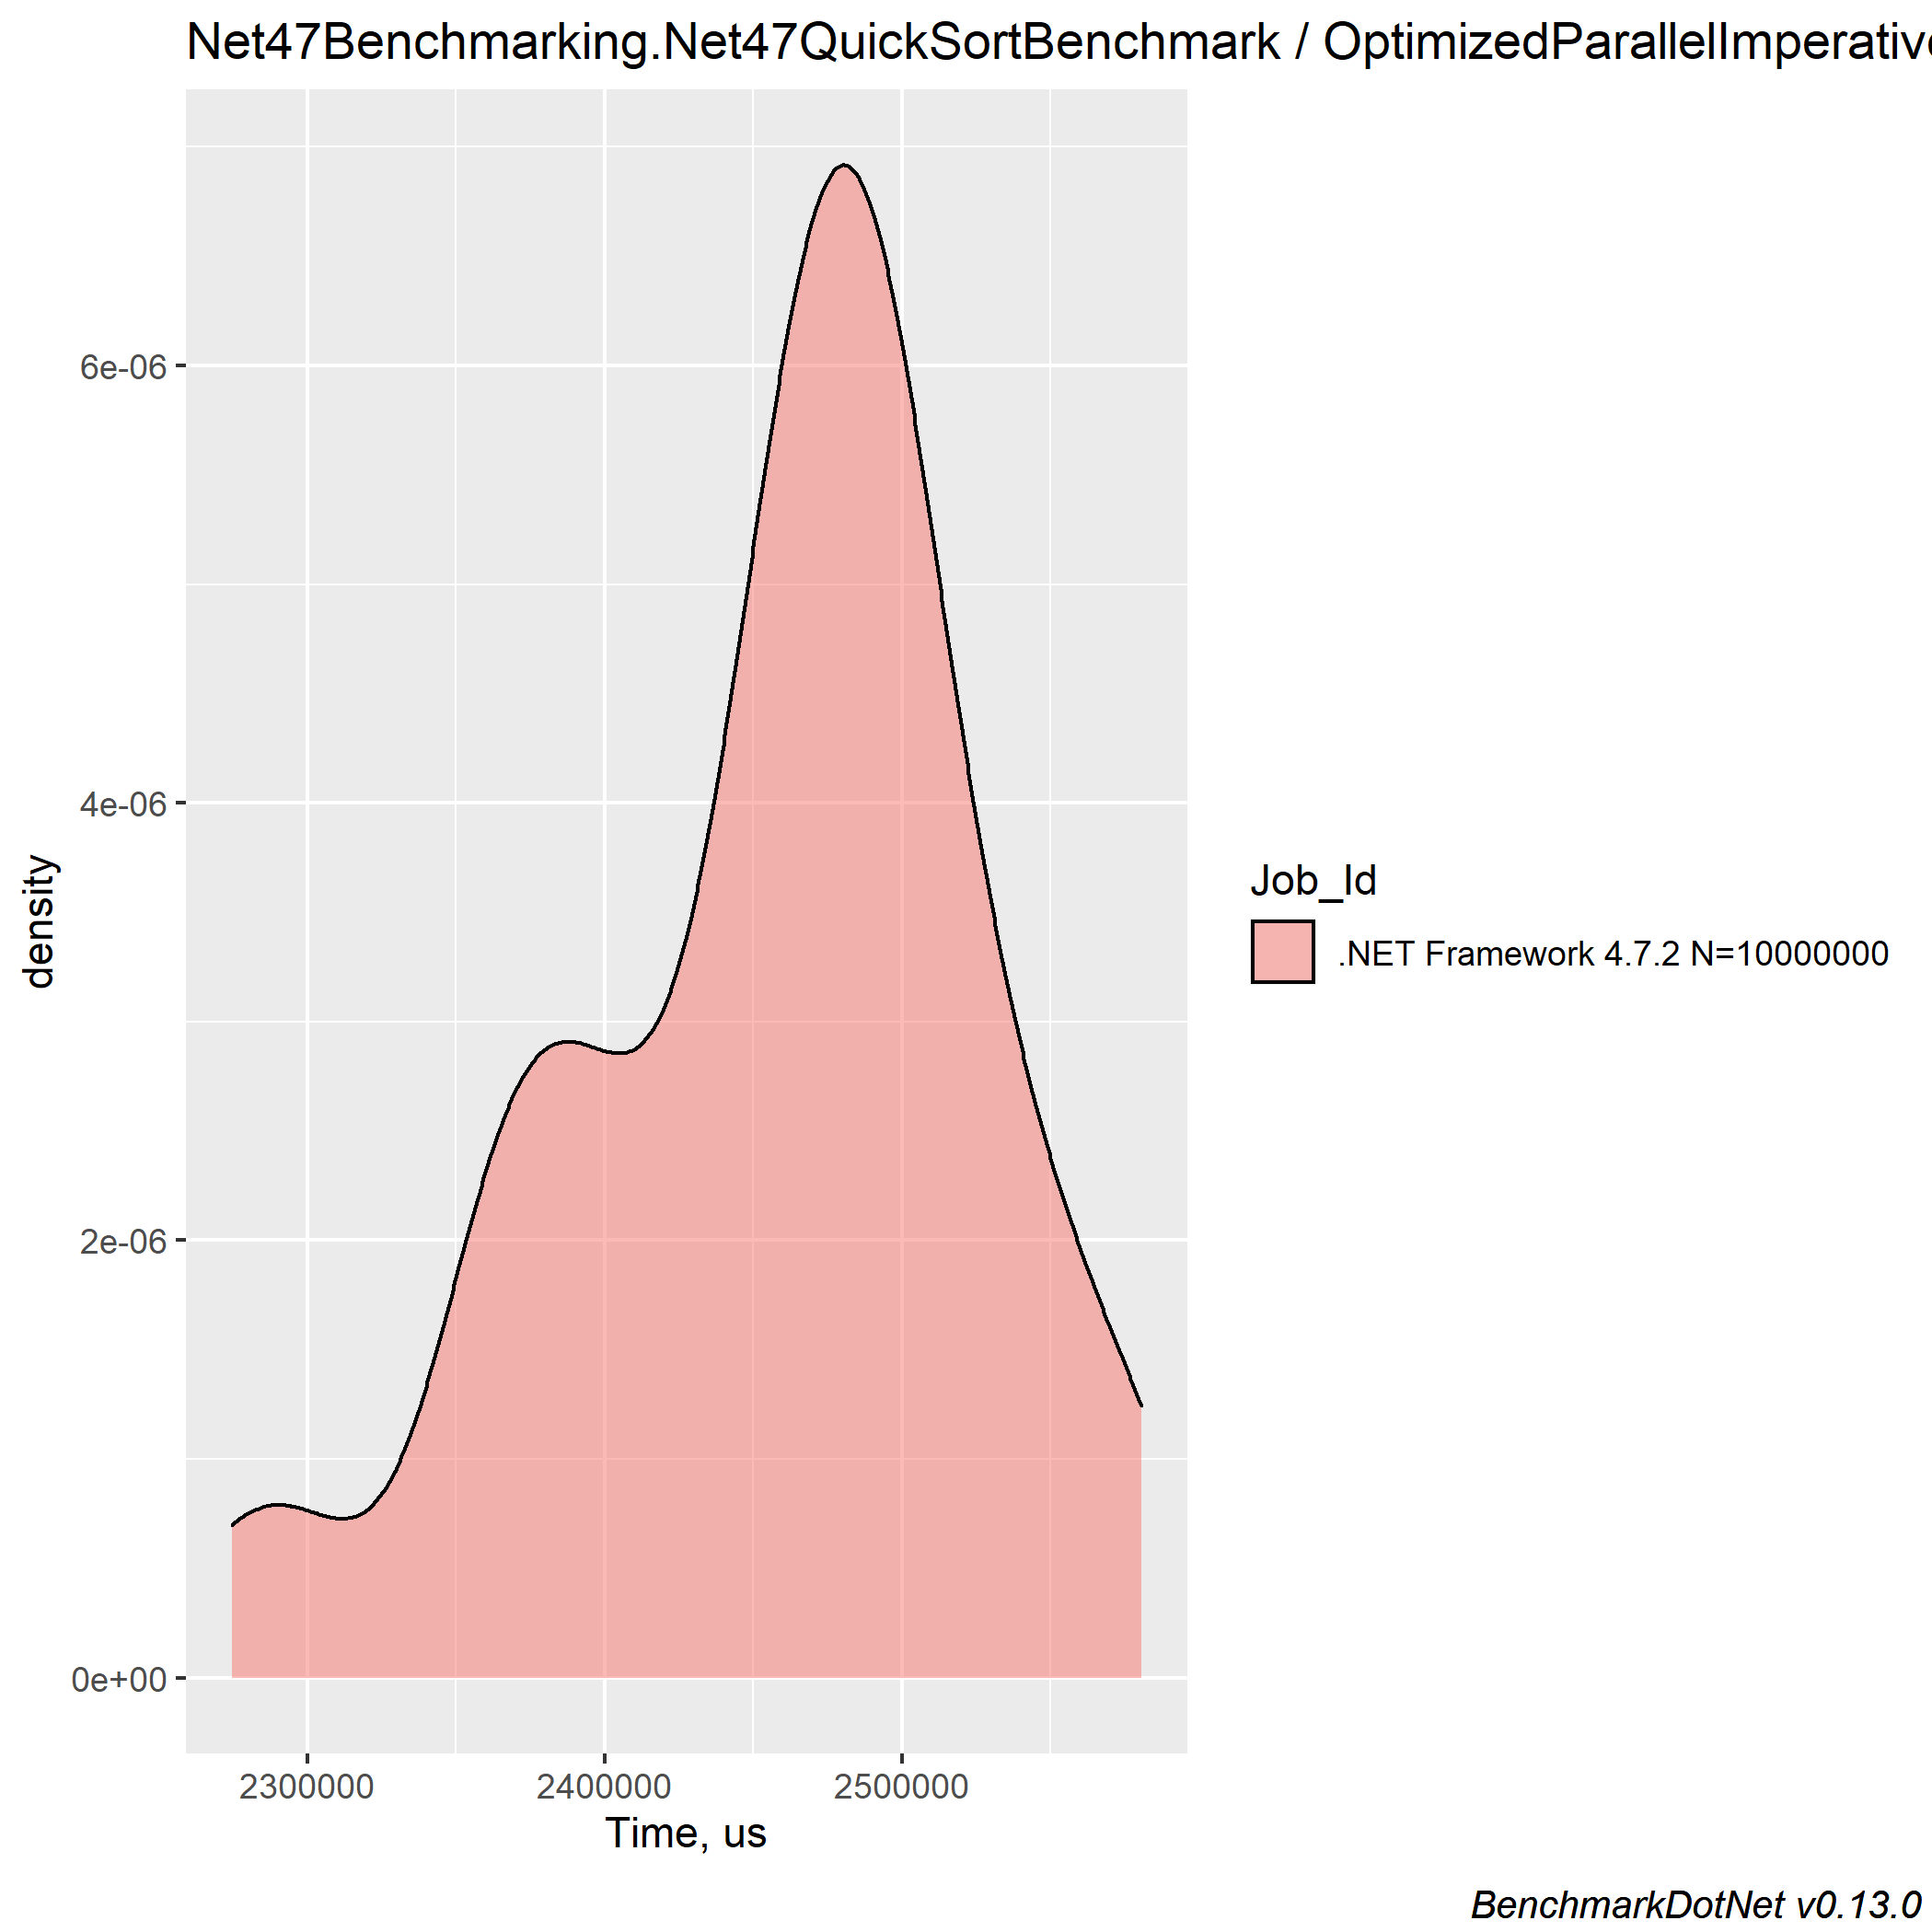 Net47Benchmarking.Net47QuickSortBenchmark / OptimizedParallelImperative
6e-06
4e-06
2e-06
0e+00
density
2300000 2400000 2500000
Time, us
Job_Id
.NET Framework 4.7.2 N=10000000
BenchmarkDotNet v0.13.0